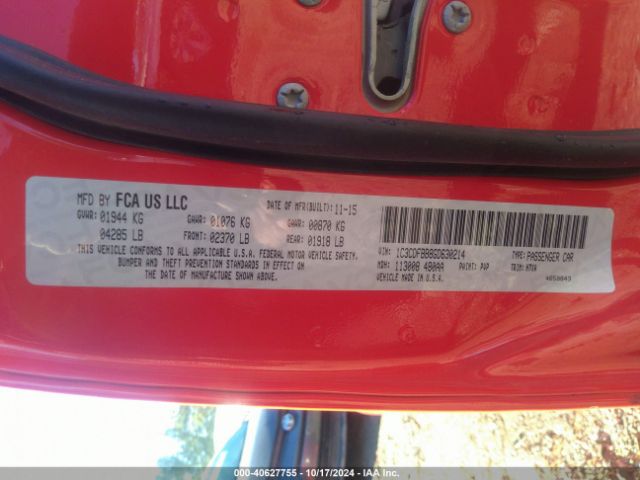 MFD BY FCA US LLC
DATE OF MFR(BUILT): 11-15
GVWR: 01944 KG
GAWR: 01076 KG
GAWR: 00870 KG
04285 LB
FRONT: 02370 LB
REAR: 01918 LB
THIS VEHICLE CONFORMS TO ALL APPLICABLE U.S.A. FEDERAL MOTOR VEHICLE SAFETY,
BUMPER AND THEFT PREVENTION STANDARDS IN EFFECT ON
THE DATE OF MANUFACTURE SHOWN ABOVE.
VIN: 1C3CDFBB8GD630214
TYPE: PASSENGER CAR
MDH: 113008 490AA
PAINT: PVP
TRIM:
VEHICLE MADE IN U.S.A.
000-40627755 - 10/17/2024 - IAA Inc.